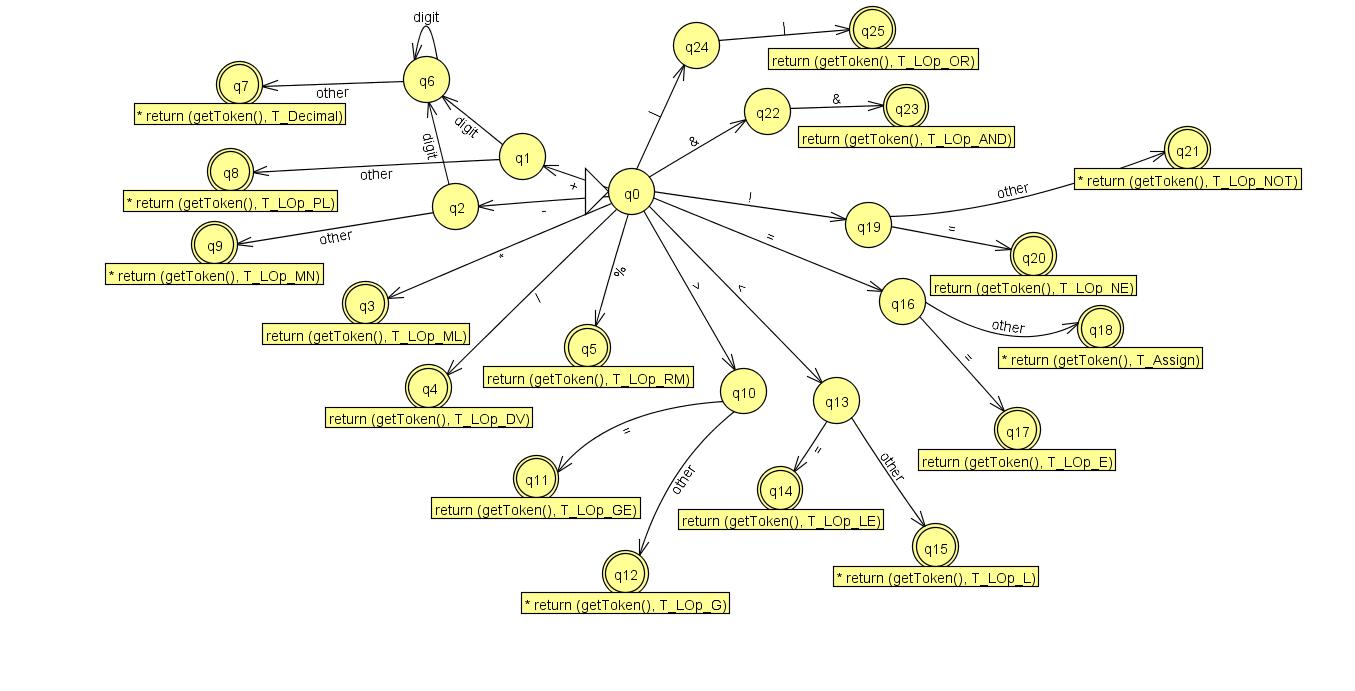 digit
q24
|
q25
return (getToken(), T_LOp_OR)
q7
other
q6
* return (getToken(), T_Decimal)
|
q22
&
q23
return (getToken(), T_LOp_AND)
&
digit
digit
q1
q8
other
* return (getToken(), T_LOp_PL)
+
q0
!
other
q21
* return (getToken(), T_LOp_NOT)
q2
-
q9
other
* return (getToken(), T_LOp_MN)
q19
=
q20
return (getToken(), T_LOp_NE)
*
q3
return (getToken(), T_LOp_ML)
/
q4
return (getToken(), T_LOp_DV)
%
q5
return (getToken(), T_LOp_RM)
>
<
=
q16
other
q18
* return (getToken(), T_Assign)
=
q17
return (getToken(), T_LOp_E)
q10
=
q11
return (getToken(), T_LOp_GE)
other
q12
* return (getToken(), T_LOp_G)
q13
=
q14
return (getToken(), T_LOp_LE)
other
q15
* return (getToken(), T_LOp_L)